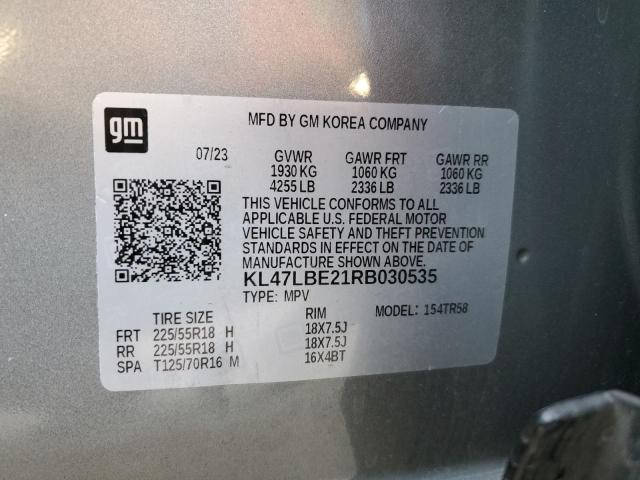 gm
MFD BY GM KOREA COMPANY
07/23 GVWR GAWR FRT GAWR RR
1930 KG 1060 KG 1060 KG
4255 LB 2336 LB 2336 LB
THIS VEHICLE CONFORMS TO ALL
APPLICABLE U.S. FEDERAL MOTOR
VEHICLE SAFETY AND THEFT PREVENTION
STANDARDS IN EFFECT ON THE DATE OF
MANUFACTURE SHOWN ABOVE.
KL47LBE21RB030535
TYPE: MPV
MODEL: 154TR58
TIRE SIZE RIM
FRT 225/55R18 H 18X7.5J
RR 225/55R18 H 18X7.5J
SPA T125/70R16 M 16X4BT